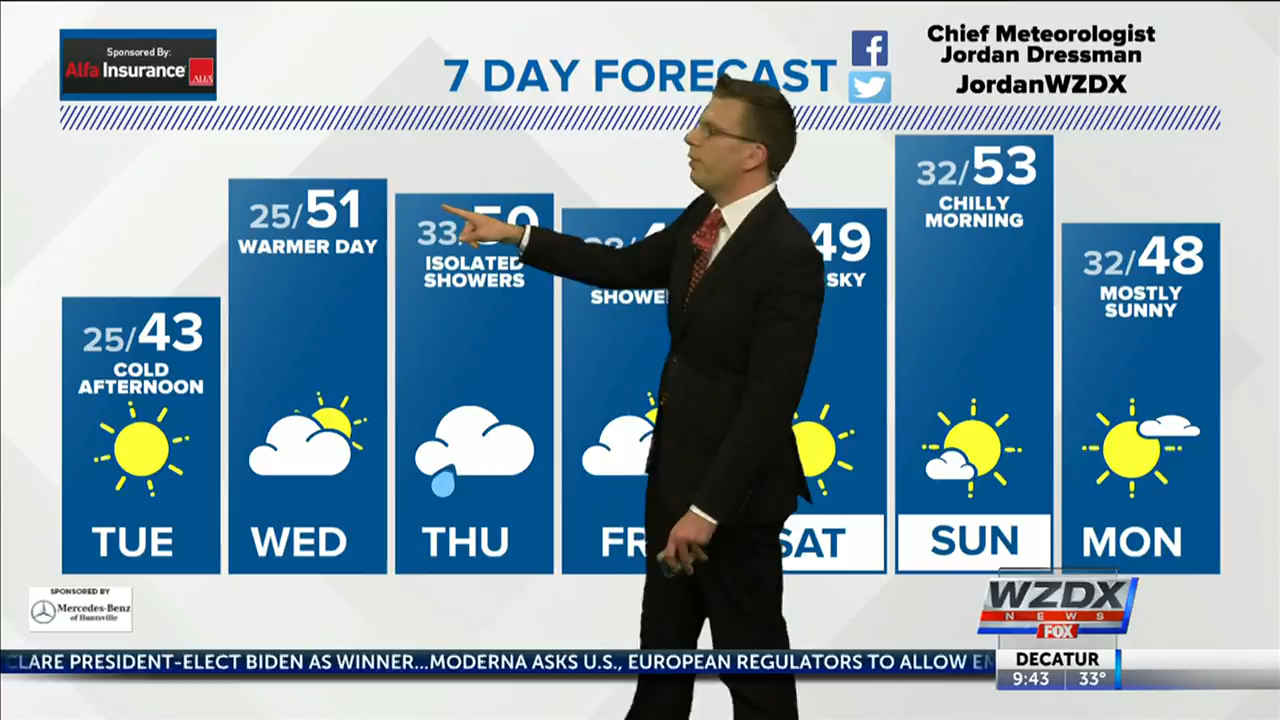 Sponsored By:
Alfa Insurance
ALFA
7 DAY FORECAST
Chief Meteorologist
Jordan Dressman
JordanWZDX
25/43
COLD
AFTERNOON
TUE
25/51
WARMER DAY
WED
33/50
ISOLATED
SHOWERS
THU
49
SKY
SAT
32/53
CHILLY
MORNING
SUN
32/48
MOSTLY
SUNNY
MON
SPONSORED BY
Mercedes-Benz
of Huntsville
WZDX
NEWS
FOX
CLARE PRESIDENT-ELECT BIDEN AS WINNER...MODERNA ASKS U.S., EUROPEAN REGULATORS TO ALLOW EM
DECATUR
9:43 33°